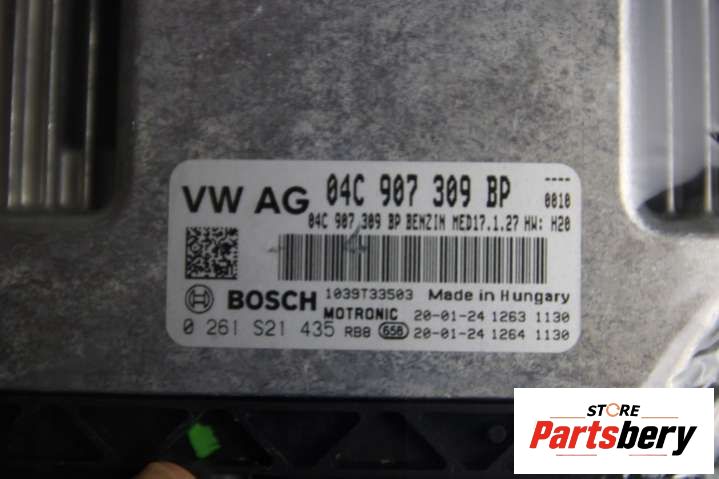 VW AG 04C 907 309 BP ----
0010
04C 907 309 BP BENZIN MED17.1.27 HW: H20
BOSCH 1039T33503 Made in Hungary
MOTRONIC 20-01-24 1263 1130
0 261 S21 435 RB8 658 20-01-24 1264 1130
STORE
Partsbery